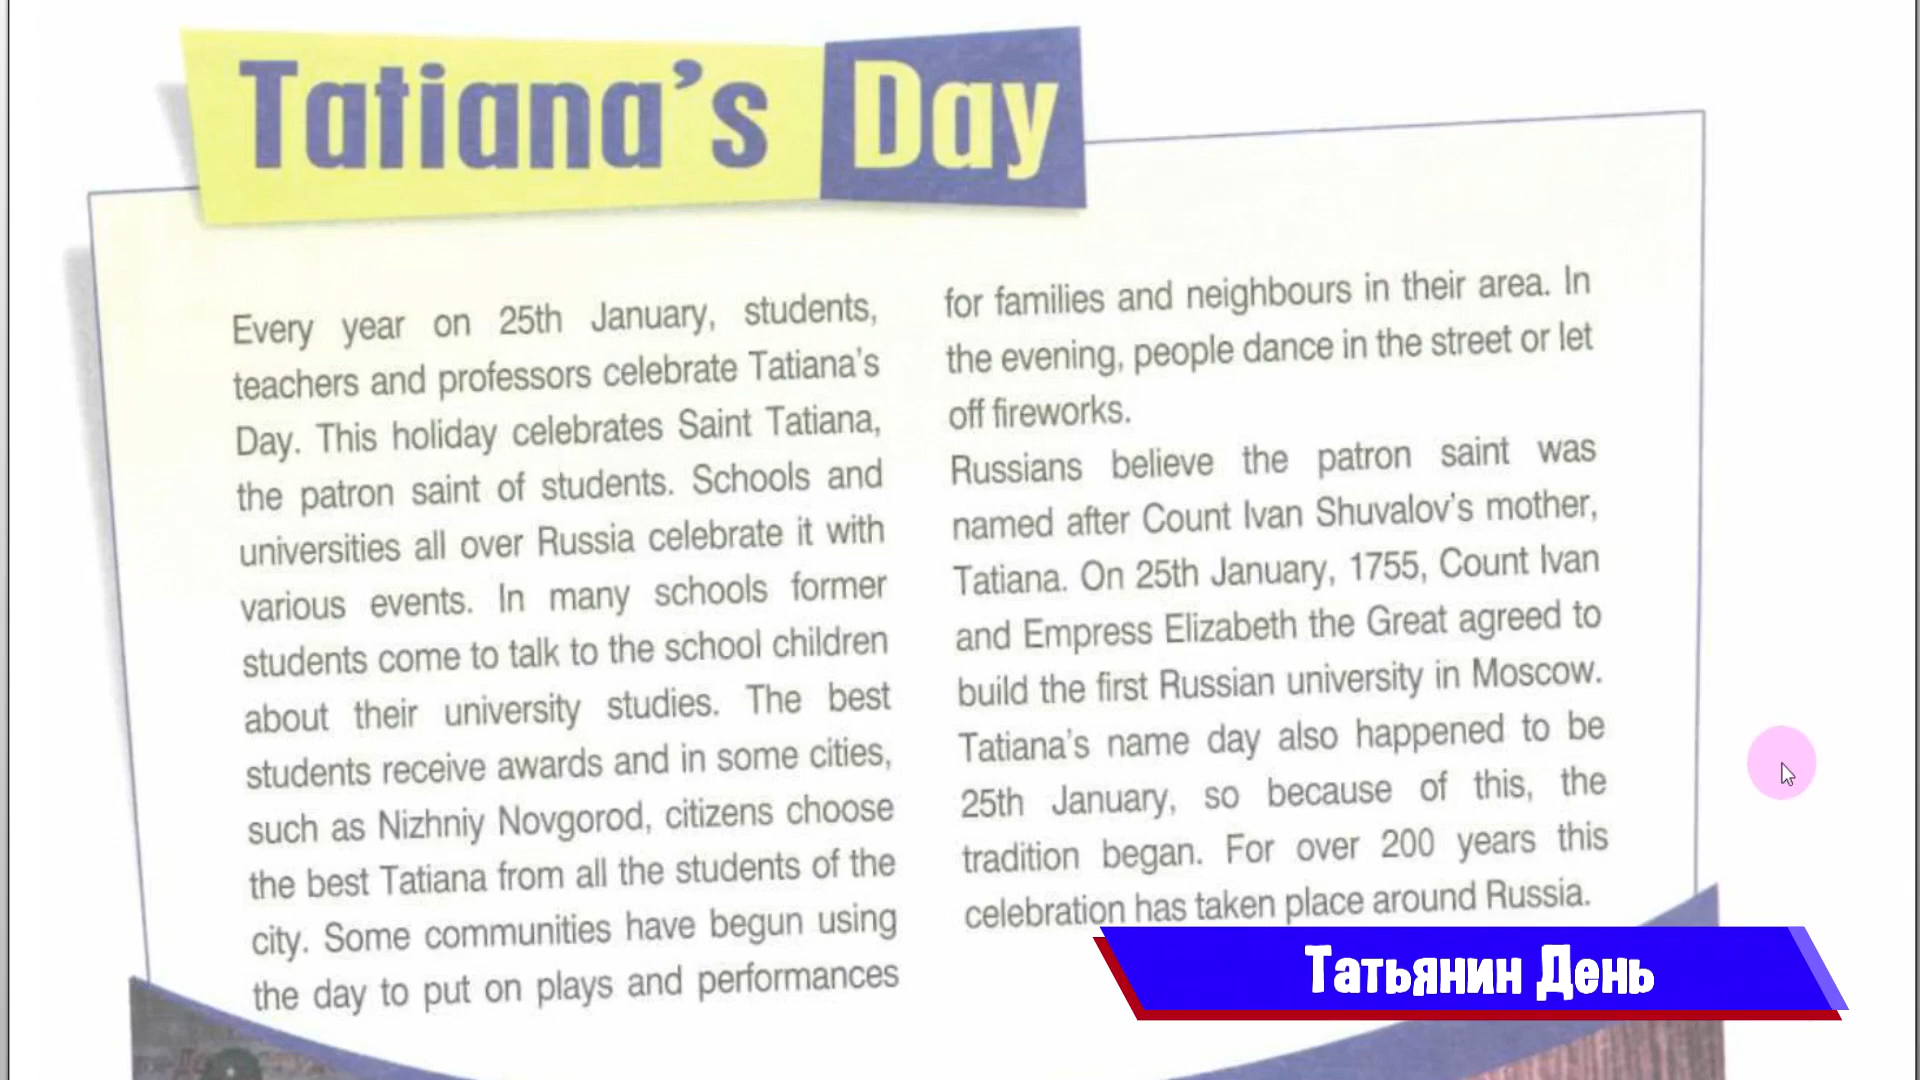 Tatiana's Day
Every year on 25th January, students,
teachers and professors celebrate Tatiana's
Day. This holiday celebrates Saint Tatiana,
the patron saint of students. Schools and
universities all over Russia celebrate it with
various events. In many schools former
students come to talk to the school children
about their university studies. The best
students receive awards and in some cities,
such as Nizhniy Novgorod, citizens choose
the best Tatiana from all the students of the
city. Some communities have begun using
the day to put on plays and performances
for families and neighbours in their area. In
the evening, people dance in the street or let
off fireworks.
Russians believe the patron saint was
named after Count Ivan Shuvalov's mother,
Tatiana. On 25th January, 1755, Count Ivan
and Empress Elizabeth the Great agreed to
build the first Russian university in Moscow.
Tatiana's name day also happened to be
25th January, so because of this, the
tradition began. For over 200 years this
celebration has taken place around Russia.
Татьянин День